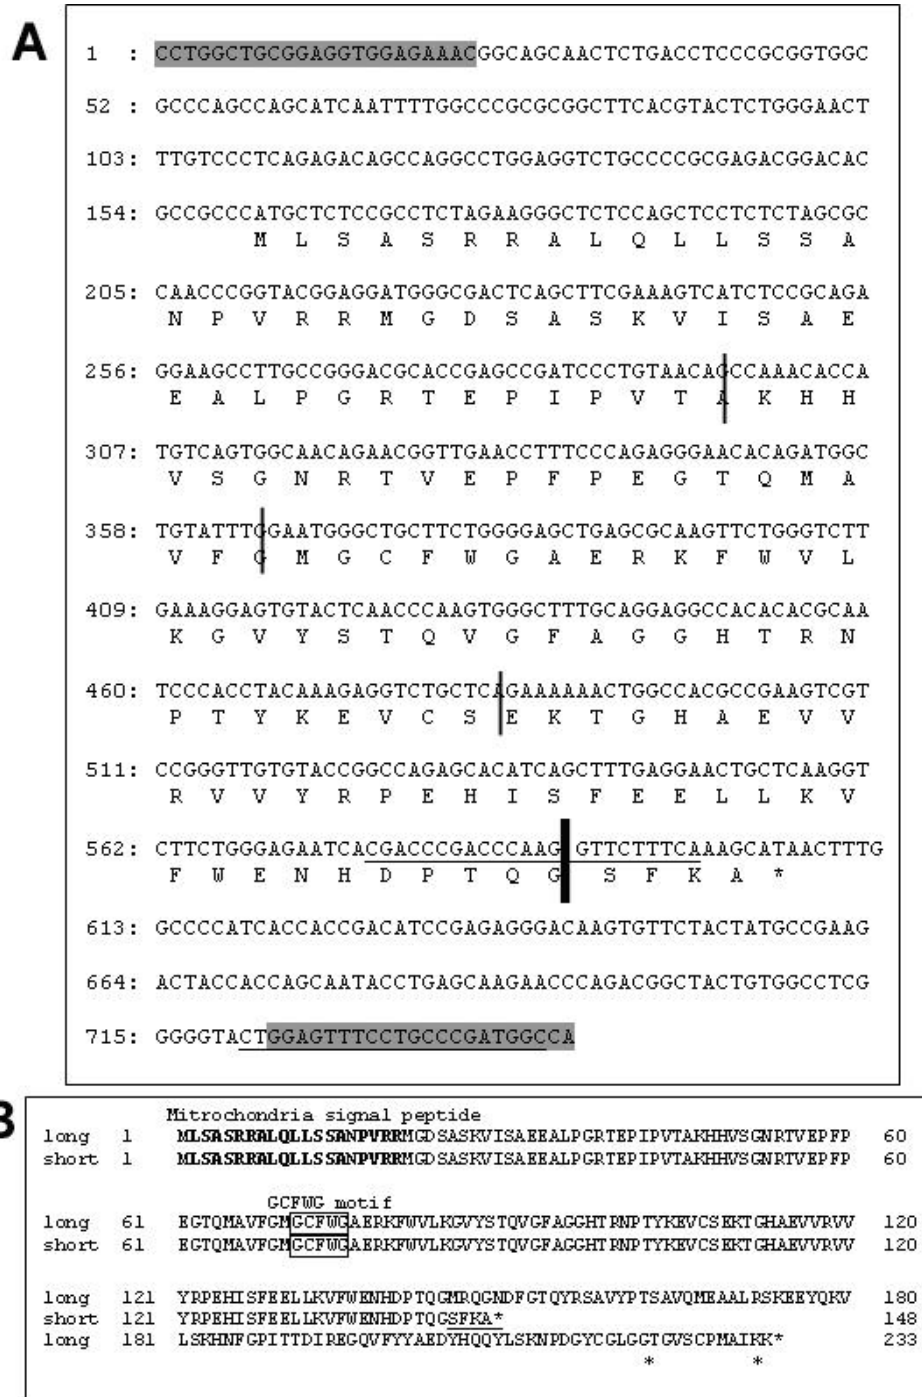 A
1 : CCTGGCTGCGGAGGTGGAGAAACGGCAGCAACTCTGACCTCCCGCGGTGGC
52 : GCCCAGCCAGCATCAATTTTGGCCCGCGCGGCTTCACGTACTCTGGGAACT
103: TTGTCCCTCAGAGACAGCCAGGCCTGGAGGTCTGCCCCGCGAGACGGACAC
154: GCCGCCCATGCTCTCCGCCTCTAGAAGGGCTCTCCAGCTCCTCTCTAGCGC
M L S A S R R A L Q L L S S A
205: CAACCCGGTACGGAGGATGGGCGACTCAGCTTCGAAAGTCATCTCCGCAGA
N P V R R M G D S A S K V I S A E
256: GGAAGCCTTGCCGGGACGCACCGAGCCGATCCCTGTAACAGCCAAACACCA
E A L P G R T E P I P V T A K H H
307: TGTCAGTGGCAACAGAACGGTTGAACCTTTCCCAGAGGGAACACAGATGGC
V S G N R T V E P F P E G T Q M A
358: TGTATTTGGAATGGGCTGCTTCTGGGGAGCTGAGCGCAAGTTCTGGGTCTT
V F G M G C F W G A E R K F W V L
409: GAAAGGAGTGTACTCAACCCAAGTGGGCTTTGCAGGAGGCCACACACGCAA
K G V Y S T Q V G F A G G H T R N
460: TCCCACCTACAAAGAGGTCTGCTCAGAAAAAACTGGCCACGCCGAAGTCGT
P T Y K E V C S E K T G H A E V V
511: CCGGGTTGTGTACCGGCCAGAGCACATCAGCTTTGAGGAACTGCTCAAGGT
R V V Y R P E H I S F E E L L K V
562: CTTCTGGGAGAATCACGACCCGACCCAAG GTTCTTTCAAAGCATAACTTTG
F W E N H D P T Q G S F K A *
613: GCCCCATCACCACCGACATCCGAGAGGGACAAGTGTTCTACTATGCCGAAG
664: ACTACCACCAGCAATACCTGAGCAAGAACCCAGACGGCTACTGTGGCCTCG
715: GGGGTACTGGAGTTTCCTGCCCGATGGCCA
B
Mitrochondria signal peptide
long 1 MLSASRRALQLLSSANPVRRMGDSASKVISAEEALPGRTEPIPVTAKHHVSGNRTVEPFP 60
short 1 MLSASRRALQLLSSANPVRRMGDSASKVISAEEALPGRTEPIPVTAKHHVSGNRTVEPFP 60
GCFWG motif
long 61 EGTQMAVFGMGCFWGAERKFWVLKGVYSTQVGFAGGHTRNPTYKEVCSEKTGHAEVVRVV 120
short 61 EGTQMAVFGMGCFWGAERKFWVLKGVYSTQVGFAGGHTRNPTYKEVCSEKTGHAEVVRVV 120
long 121 YRPEHISFEELLKVFWENHDPTQGMRQGNDFGTQYRSAVYPTSAVQMEAALRSKEEYQKV 180
short 121 YRPEHISFEELLKVFWENHDPTQGSFKA* 148
long 181 LSKHNFGPITTDIREGQVFYYAEDYHQQYLSKNPDGYCGLGGTGVSCPMAIKK* 233
* *